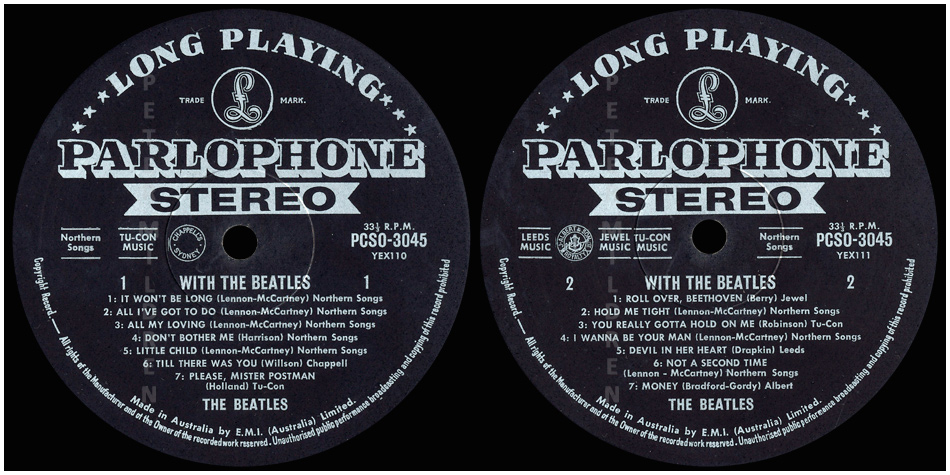 LONG PLAYING
TRADE MARK.
£
PARLOPHONE
STEREO
Northern
Songs
TU-CON
MUSIC
CHAPPELL'S
SYDNEY
33⅓ R.P.M.
PCSO-3045
YEX110
1 WITH THE BEATLES 1
1: IT WON'T BE LONG (Lennon-McCartney) Northern Songs
2: ALL I'VE GOT TO DO (Lennon-McCartney) Northern Songs
3: ALL MY LOVING (Lennon-McCartney) Northern Songs
4: DON'T BOTHER ME (Harrison) Northern Songs
5: LITTLE CHILD (Lennon-McCartney) Northern Songs
6: TILL THERE WAS YOU (Willson) Chappell
7: PLEASE, MISTER POSTMAN
(Holland) Tu-Con
THE BEATLES
Made in Australia by E.M.I. (Australia) Limited.
Copyright Record. — All rights of the Manufacturer and of the Owner of the recorded work reserved. Unauthorised public performance broadcasting and copying of this record prohibited
LONG PLAYING
TRADE MARK.
£
PARLOPHONE
STEREO
LEEDS
MUSIC
JEWEL
MUSIC
TU-CON
MUSIC
Northern
Songs
33⅓ R.P.M.
PCSO-3045
YEX111
2 WITH THE BEATLES 2
1: ROLL OVER, BEETHOVEN (Berry) Jewel
2: HOLD ME TIGHT (Lennon-McCartney) Northern Songs
3: YOU REALLY GOTTA HOLD ON ME (Robinson) Tu-Con
4: I WANNA BE YOUR MAN (Lennon-McCartney) Northern Songs
5: DEVIL IN HER HEART (Drapkin) Leeds
6: NOT A SECOND TIME
(Lennon - McCartney) Northern Songs
7: MONEY (Bradford-Gordy) Albert
THE BEATLES
Made in Australia by E.M.I. (Australia) Limited.
Copyright Record. — All rights of the Manufacturer and of the Owner of the recorded work reserved. Unauthorised public performance broadcasting and copying of this record prohibited